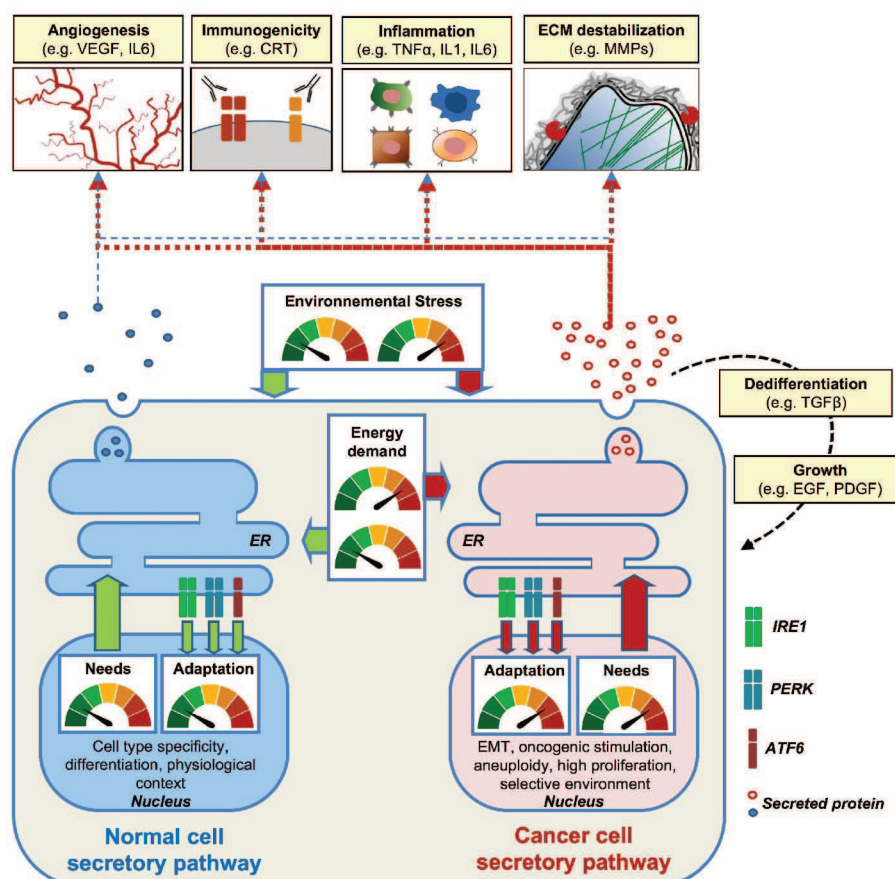 Angiogenesis
(e.g. VEGF, IL6)
Immunogenicity
(e.g. CRT)
Inflammation
(e.g. TNFα, IL1, IL6)
ECM destabilization
(e.g. MMPs)
Environnemental Stress
Dedifferentiation
(e.g. TGFβ)
Growth
(e.g. EGF, PDGF)
Energy
demand
ER
ER
Needs
Adaptation
Cell type specificity,
differentiation, physiological
context
Nucleus
Adaptation
Needs
EMT, oncogenic stimulation,
aneuploidy, high proliferation,
selective environment
Nucleus
IRE1
PERK
ATF6
Secreted protein
Normal cell
secretory pathway
Cancer cell
secretory pathway